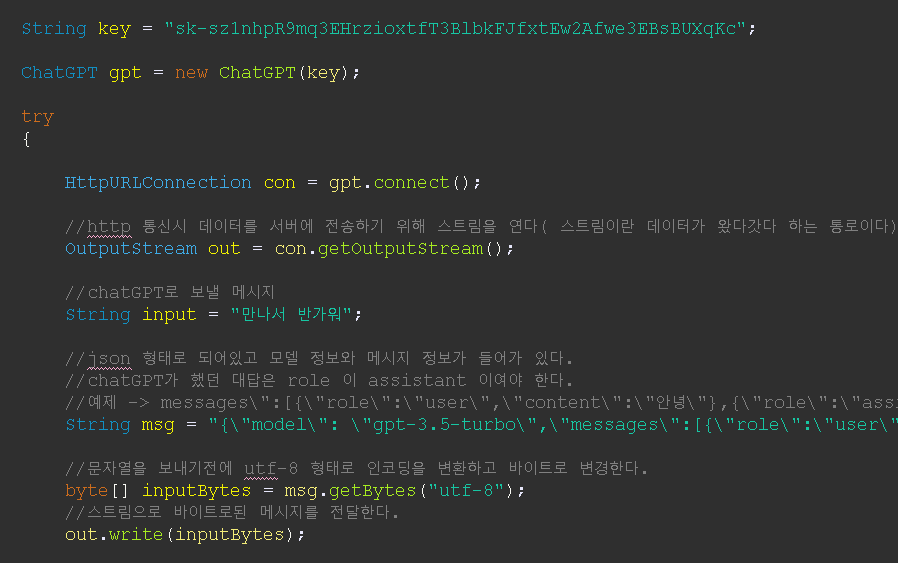 String key = "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";
ChatGPT gpt = new ChatGPT(key);
try
{
HttpURLConnection con = gpt.connect();
//http 통신시 데이터를 서버에 전송하기 위해 스트림을 연다( 스트림이란 데이터가 왔다갓다 하는 통로이다)
OutputStream out = con.getOutputStream();
//chatGPT로 보낼 메시지
String input = "만나서 반가워";
//json 형태로 되어있고 모델 정보와 메시지 정보가 들어가 있다.
//chatGPT가 했던 대답은 role 이 assistant 이여야 한다.
//예제 -> messages\":[{\"role\":\"user\",\"content\":\"안녕\"},{\"role\":\"assi
String msg = "{\"model\": \"gpt-3.5-turbo\",\"messages\":[{\"role\":\"user\"
//문자열을 보내기전에 utf-8 형태로 인코딩을 변환하고 바이트로 변경한다.
byte[] inputBytes = msg.getBytes("utf-8");
//스트림으로 바이트로된 메시지를 전달한다.
out.write(inputBytes);